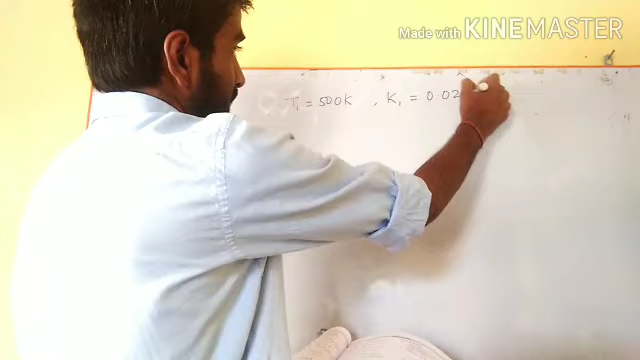 Made with KINEMASTER
T₁ = 500K , K₁ = 0.02